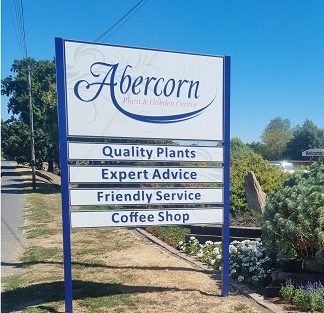 Abercorn
Plant & Garden Centre
Quality Plants
Expert Advice
Friendly Service
Coffee Shop